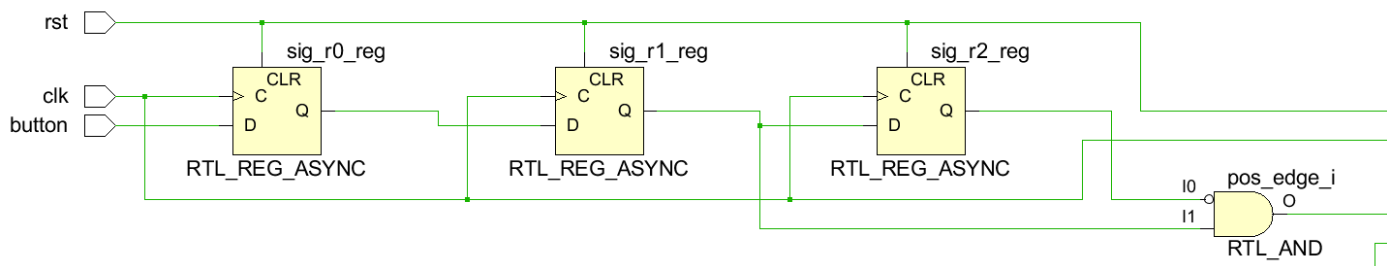 rst
sig_r0_reg
sig_r1_reg
sig_r2_reg
CLR
CLR
CLR
clk
C
C
C
Q
Q
Q
button
D
D
D
RTL_REG_ASYNC
RTL_REG_ASYNC
RTL_REG_ASYNC
pos_edge_i
I0
O
I1
RTL_AND